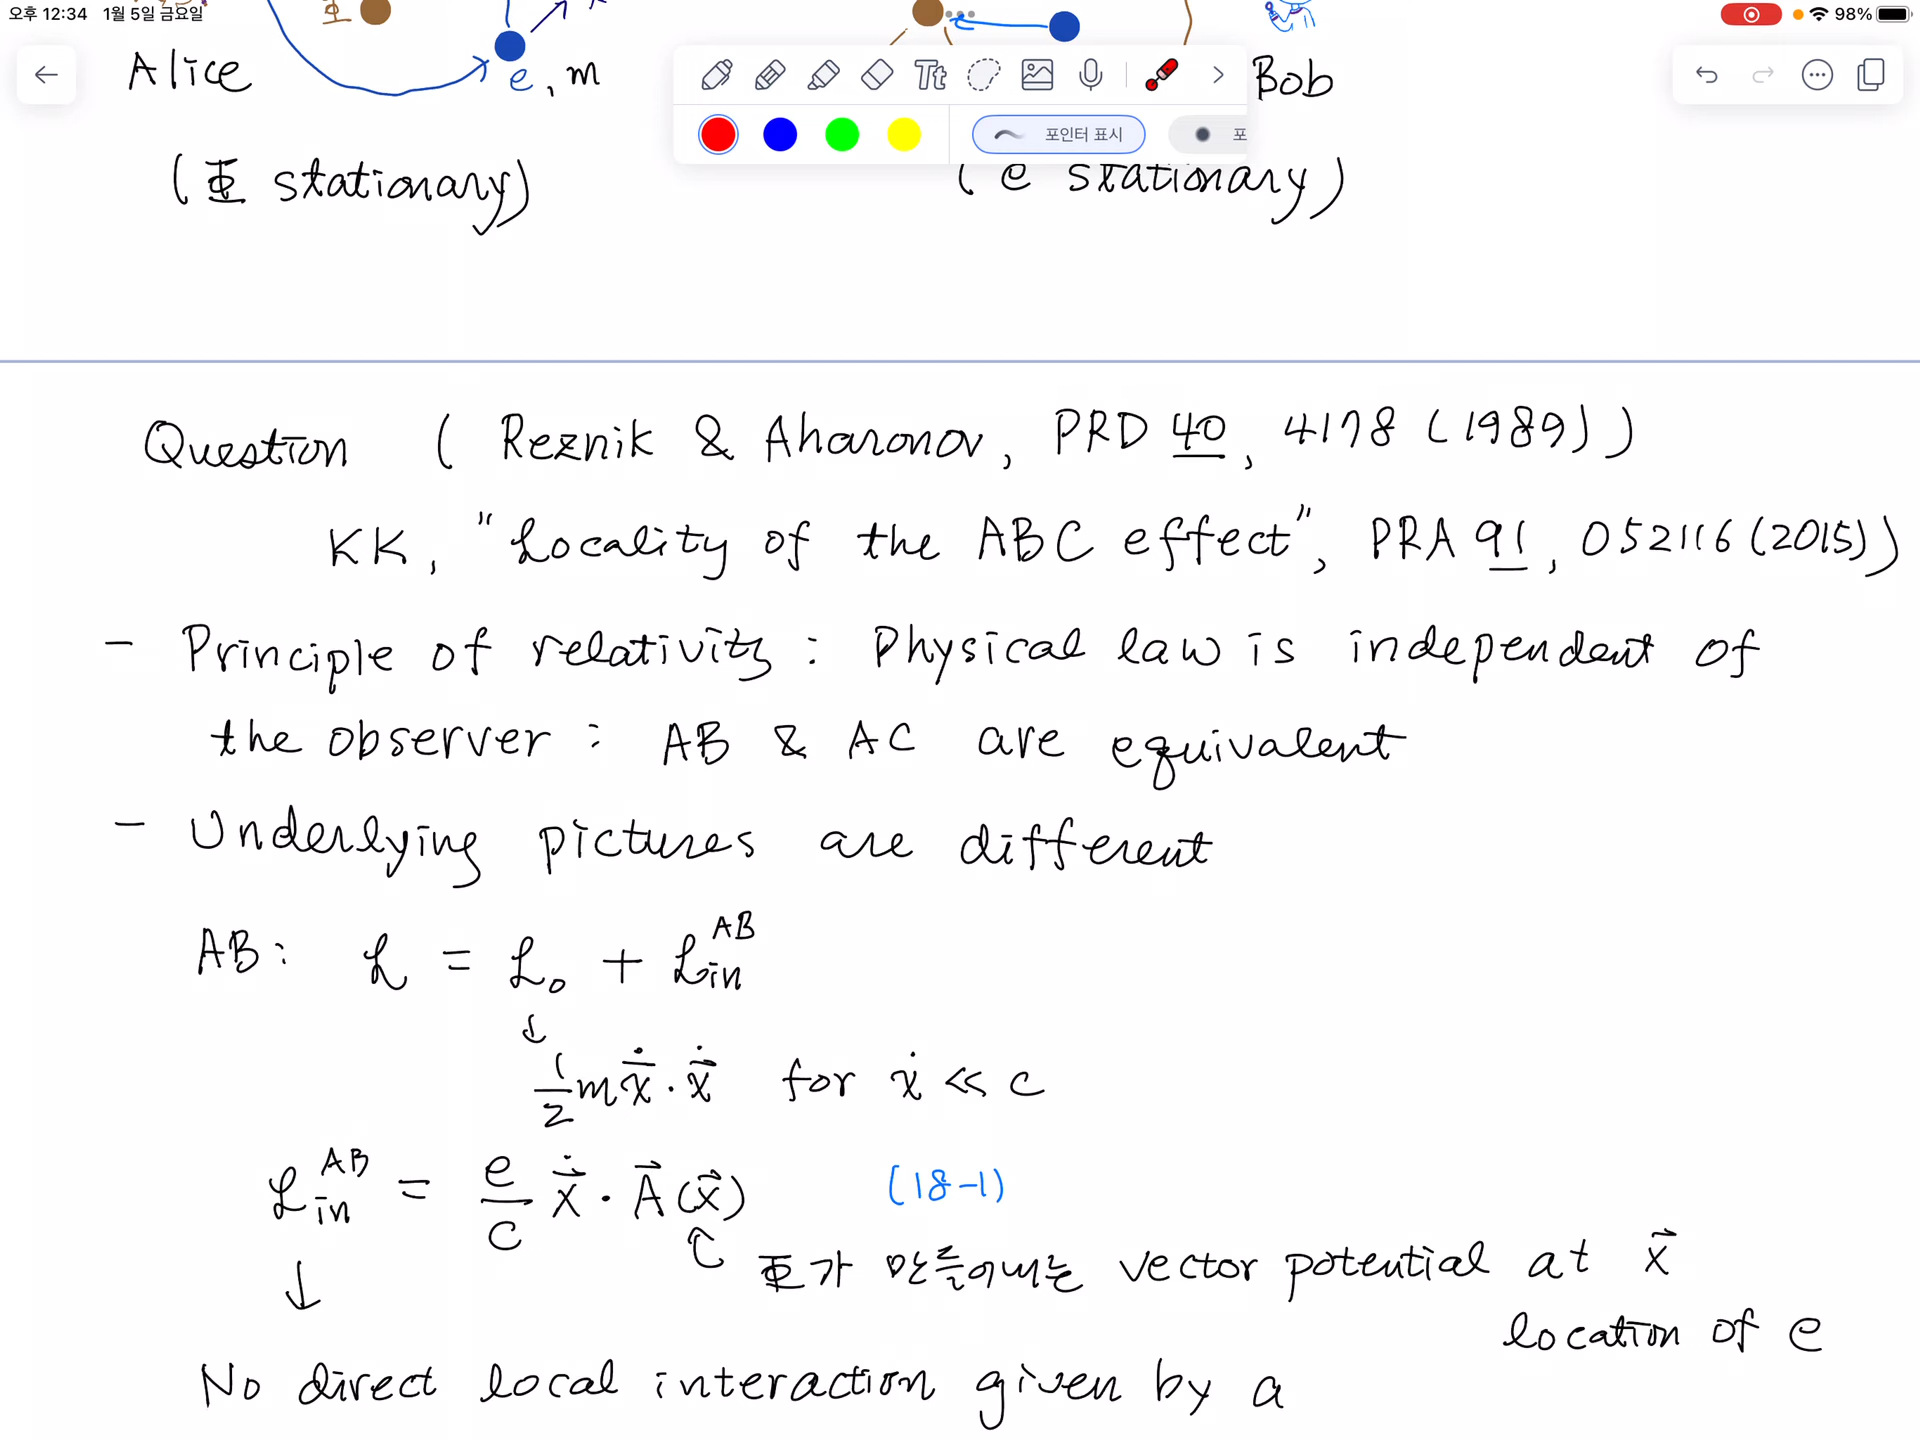 오후 12:34 1월 5일 금요일
98%
Φ
Alice
e, m
Bob
포인터 표시
포
(Φ stationary)
(e stationary)
Question ( Reznik & Aharonov, PRD 40, 4178 (1989))
KK, "Locality of the ABC effect", PRA 91, 052116 (2015))
- Principle of relativity : Physical law is independent of
the observer : AB & AC are equivalent
- Underlying pictures are different
AB: ℒ = ℒ₀ + ℒ_in^AB
↓
1/2 m ẋ⃗ · ẋ⃗ for ẋ ≪ c
ℒ_in^AB = e/c ẋ⃗ · A⃗(x⃗) (18-1)
Φ가 만들어내는 vector potential at x⃗
↓
location of e
No direct local interaction given by a